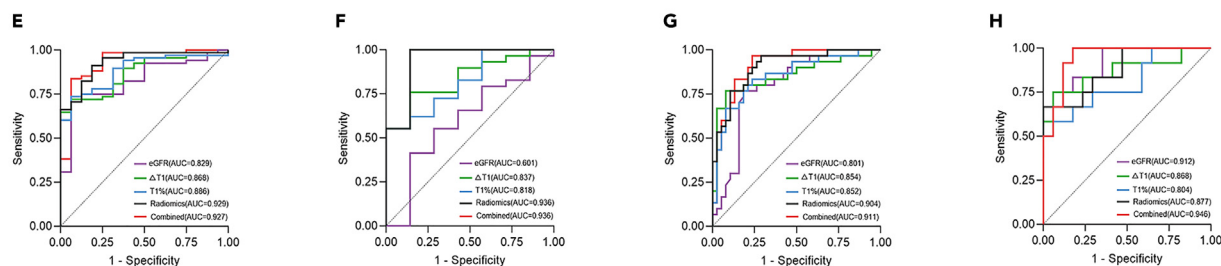 E
1.00
0.75
0.50
0.25
0.00
Sensitivity
eGFR(AUC=0.829)
△T1(AUC=0.868)
T1%(AUC=0.886)
Radiomics(AUC=0.929)
Combined(AUC=0.927)
0.00 0.25 0.50 0.75 1.00
1 - Specificity
F
1.00
0.75
0.50
0.25
0.00
Sensitivity
eGFR(AUC=0.601)
△T1(AUC=0.837)
T1%(AUC=0.818)
Radiomics(AUC=0.936)
Combined(AUC=0.936)
0.00 0.25 0.50 0.75 1.00
1 - Specificity
G
1.00
0.75
0.50
0.25
0.00
Sensitivity
eGFR(AUC=0.801)
△T1(AUC=0.854)
T1%(AUC=0.852)
Radiomics(AUC=0.904)
Combined(AUC=0.911)
0.00 0.25 0.50 0.75 1.00
1 - Specificity
H
1.00
0.75
0.50
0.25
0.00
Sensitivity
eGFR(AUC=0.912)
△T1(AUC=0.868)
T1%(AUC=0.804)
Radiomics(AUC=0.877)
Combined(AUC=0.946)
0.00 0.25 0.50 0.75 1.00
1 - Specificity